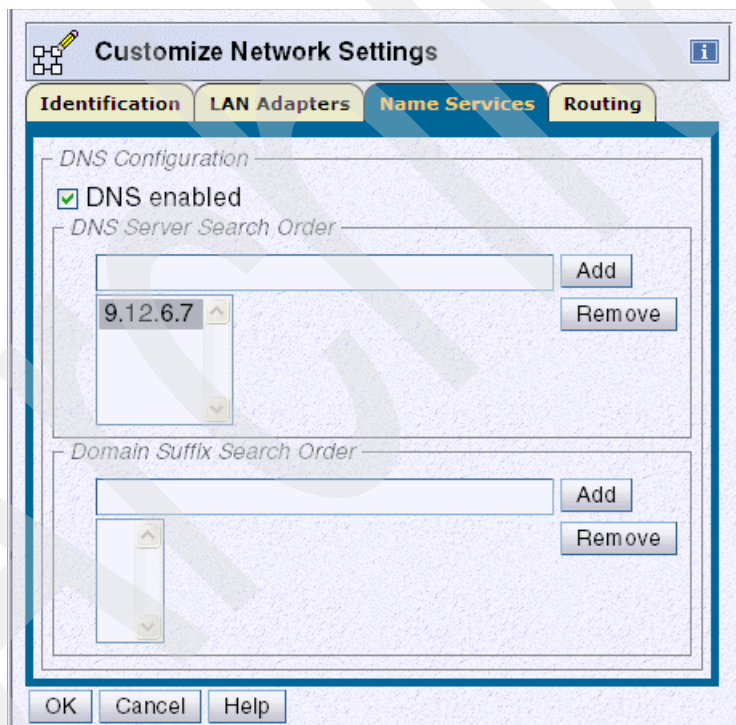 Customize Network Settings
i
Identification LAN Adapters Name Services Routing
DNS Configuration
DNS enabled
DNS Server Search Order
Add
9.12.6.7
Remove
Domain Suffix Search Order
Add
Remove
OK Cancel Help